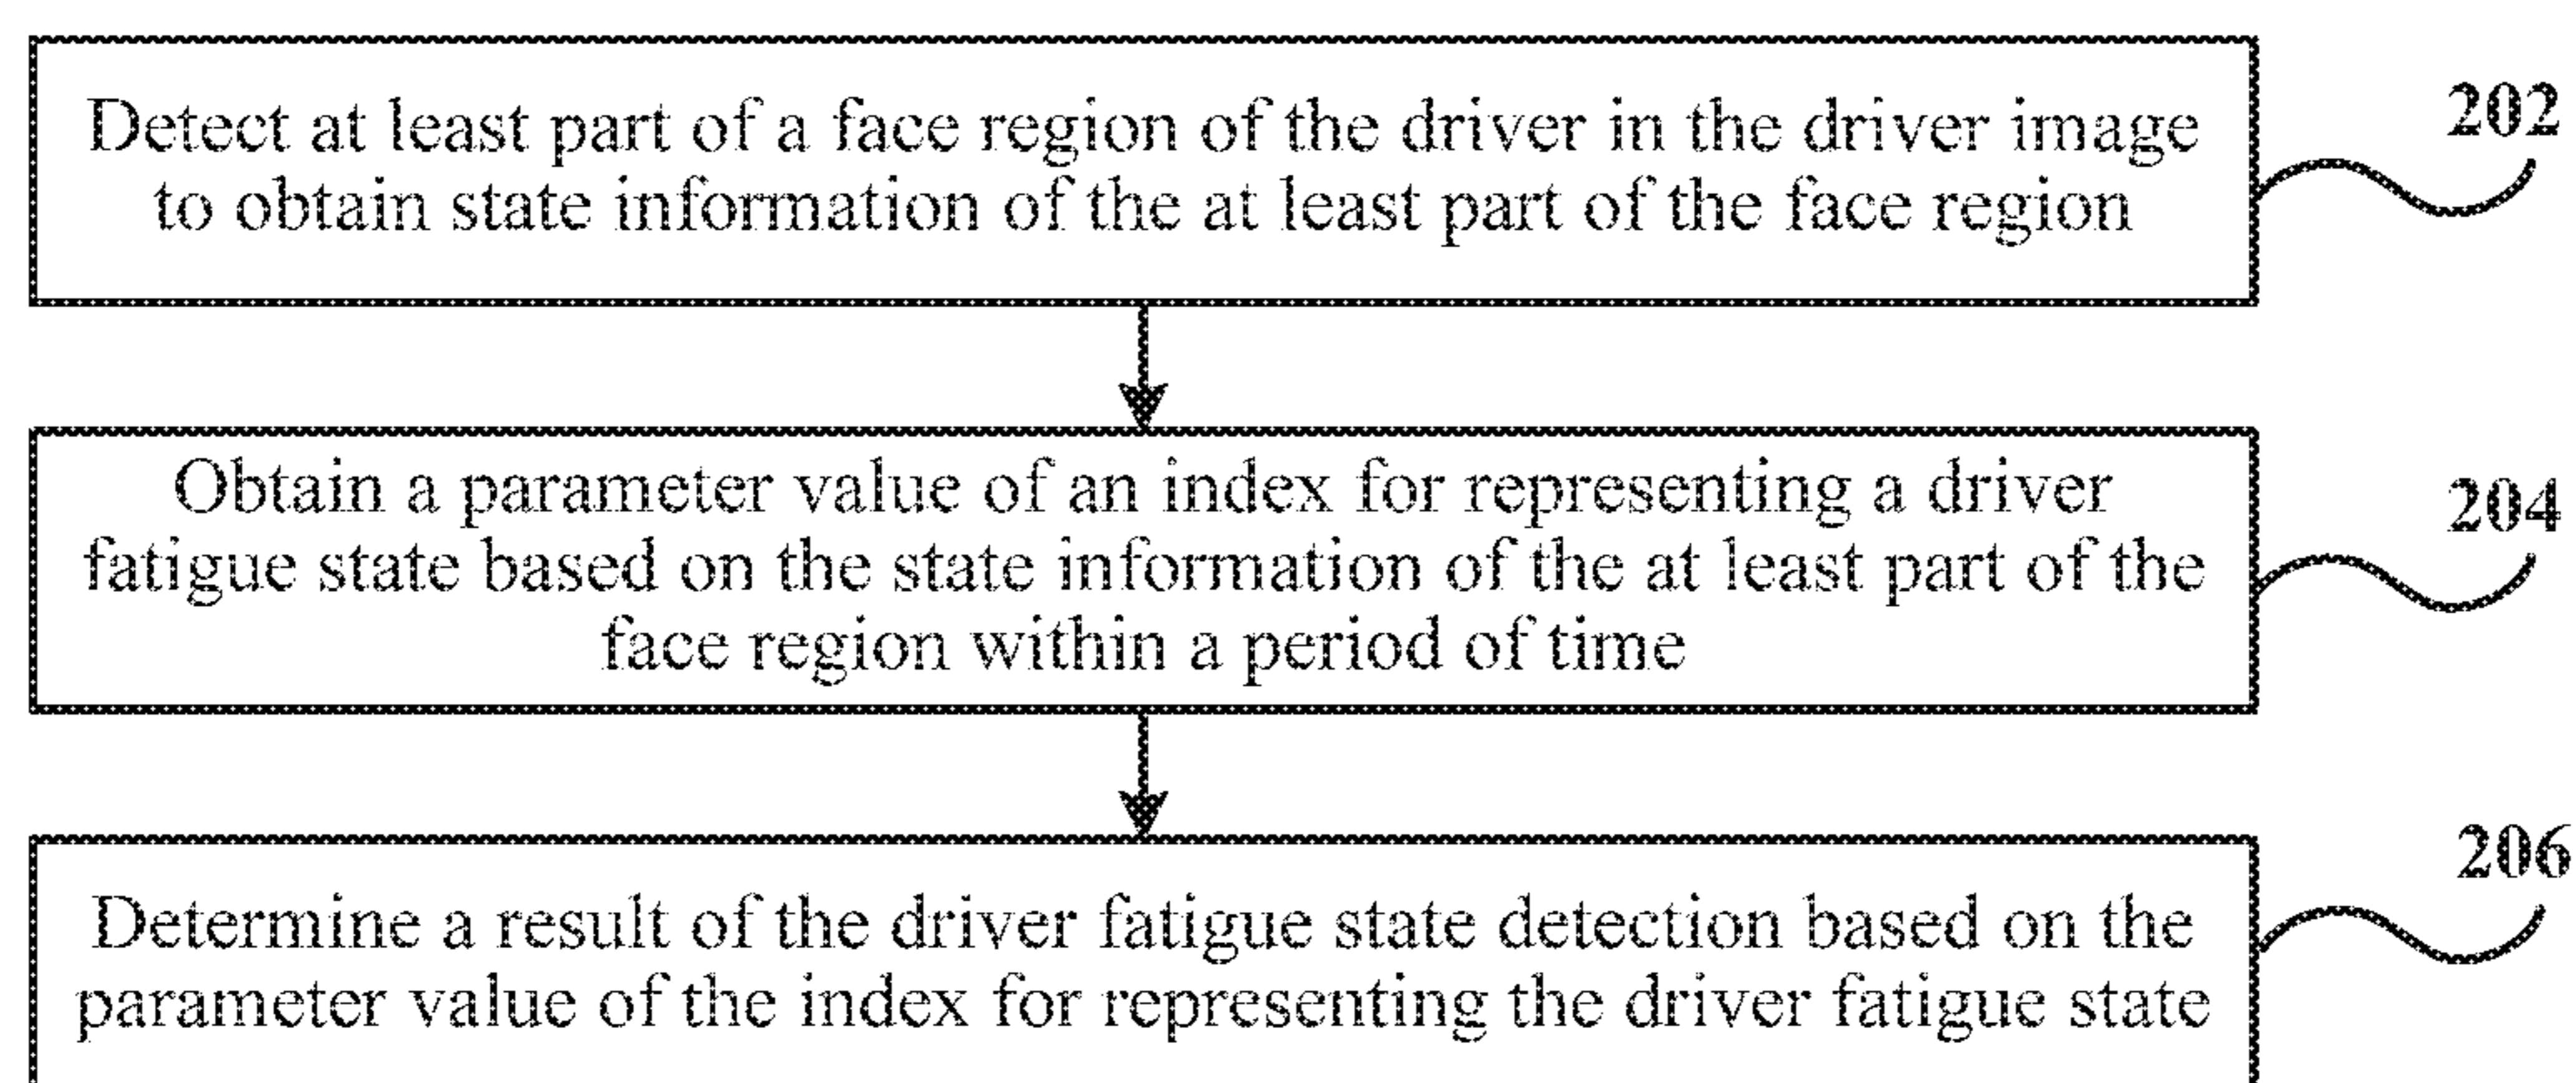 Detect at least part of a face region of the driver in the driver image
to obtain state information of the at least part of the face region
202
Obtain a parameter value of an index for representing a driver
fatigue state based on the state information of the at least part of the
face region within a period of time
204
Determine a result of the driver fatigue state detection based on the
parameter value of the index for representing the driver fatigue state
206